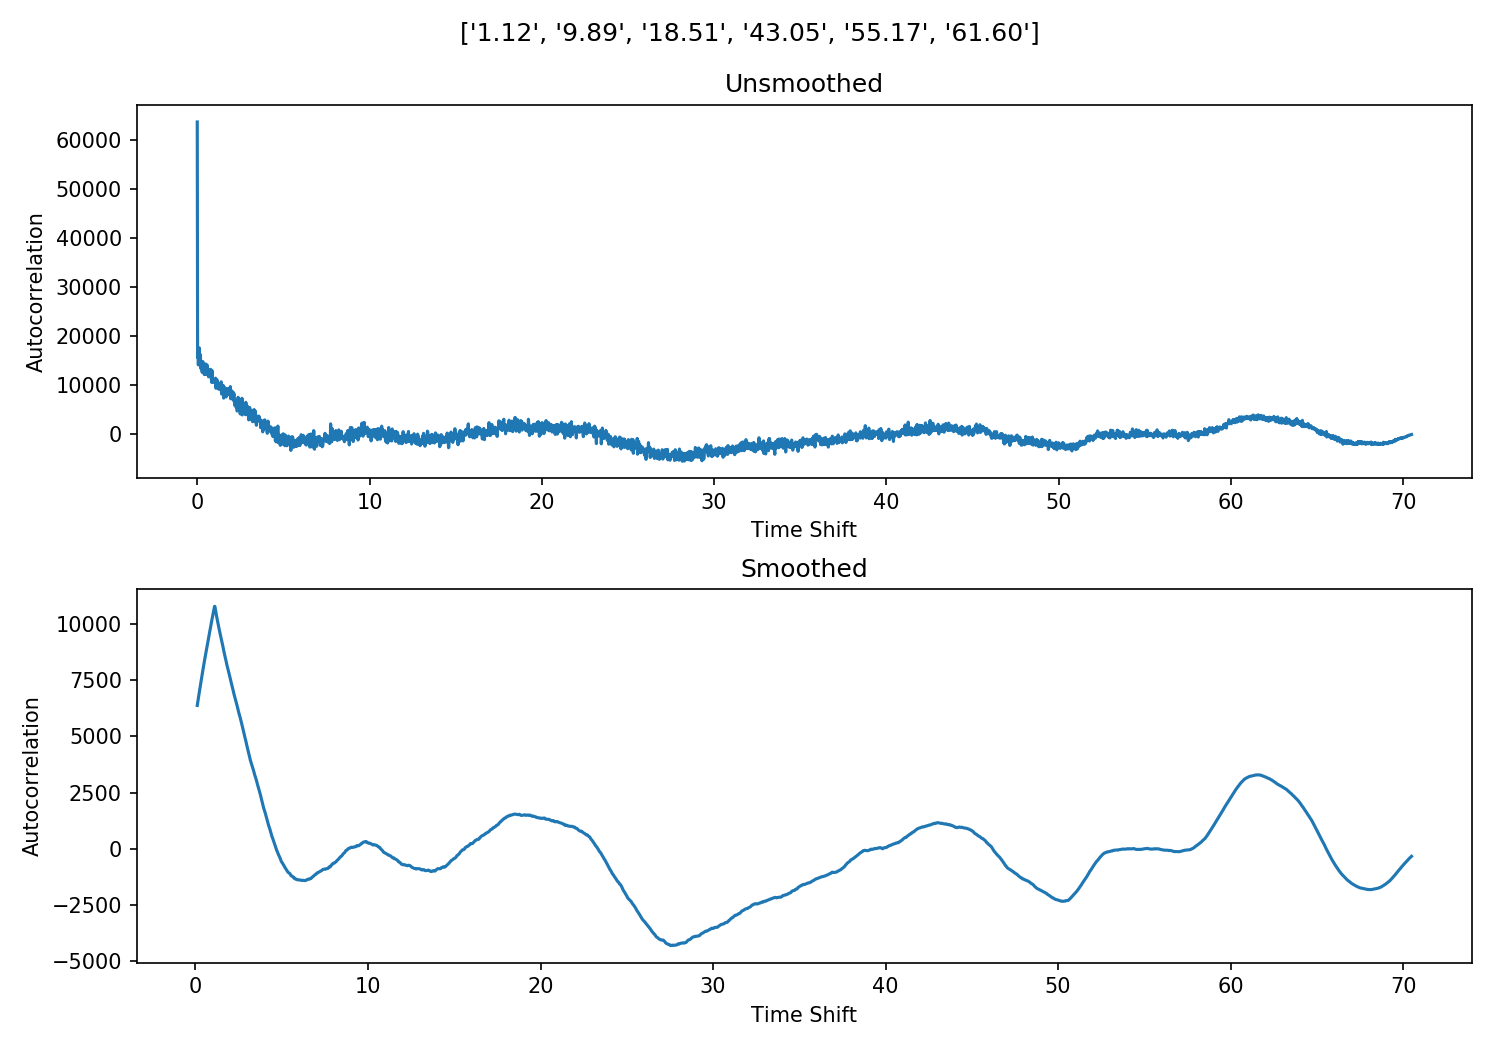 ['1.12', '9.89', '18.51', '43.05', '55.17', '61.60']
Unsmoothed
60000
50000
40000
30000
20000
10000
0
Autocorrelation
0 10 20 30 40 50 60 70
Time Shift
Smoothed
10000
7500
5000
2500
0
−2500
−5000
Autocorrelation
0 10 20 30 40 50 60 70
Time Shift